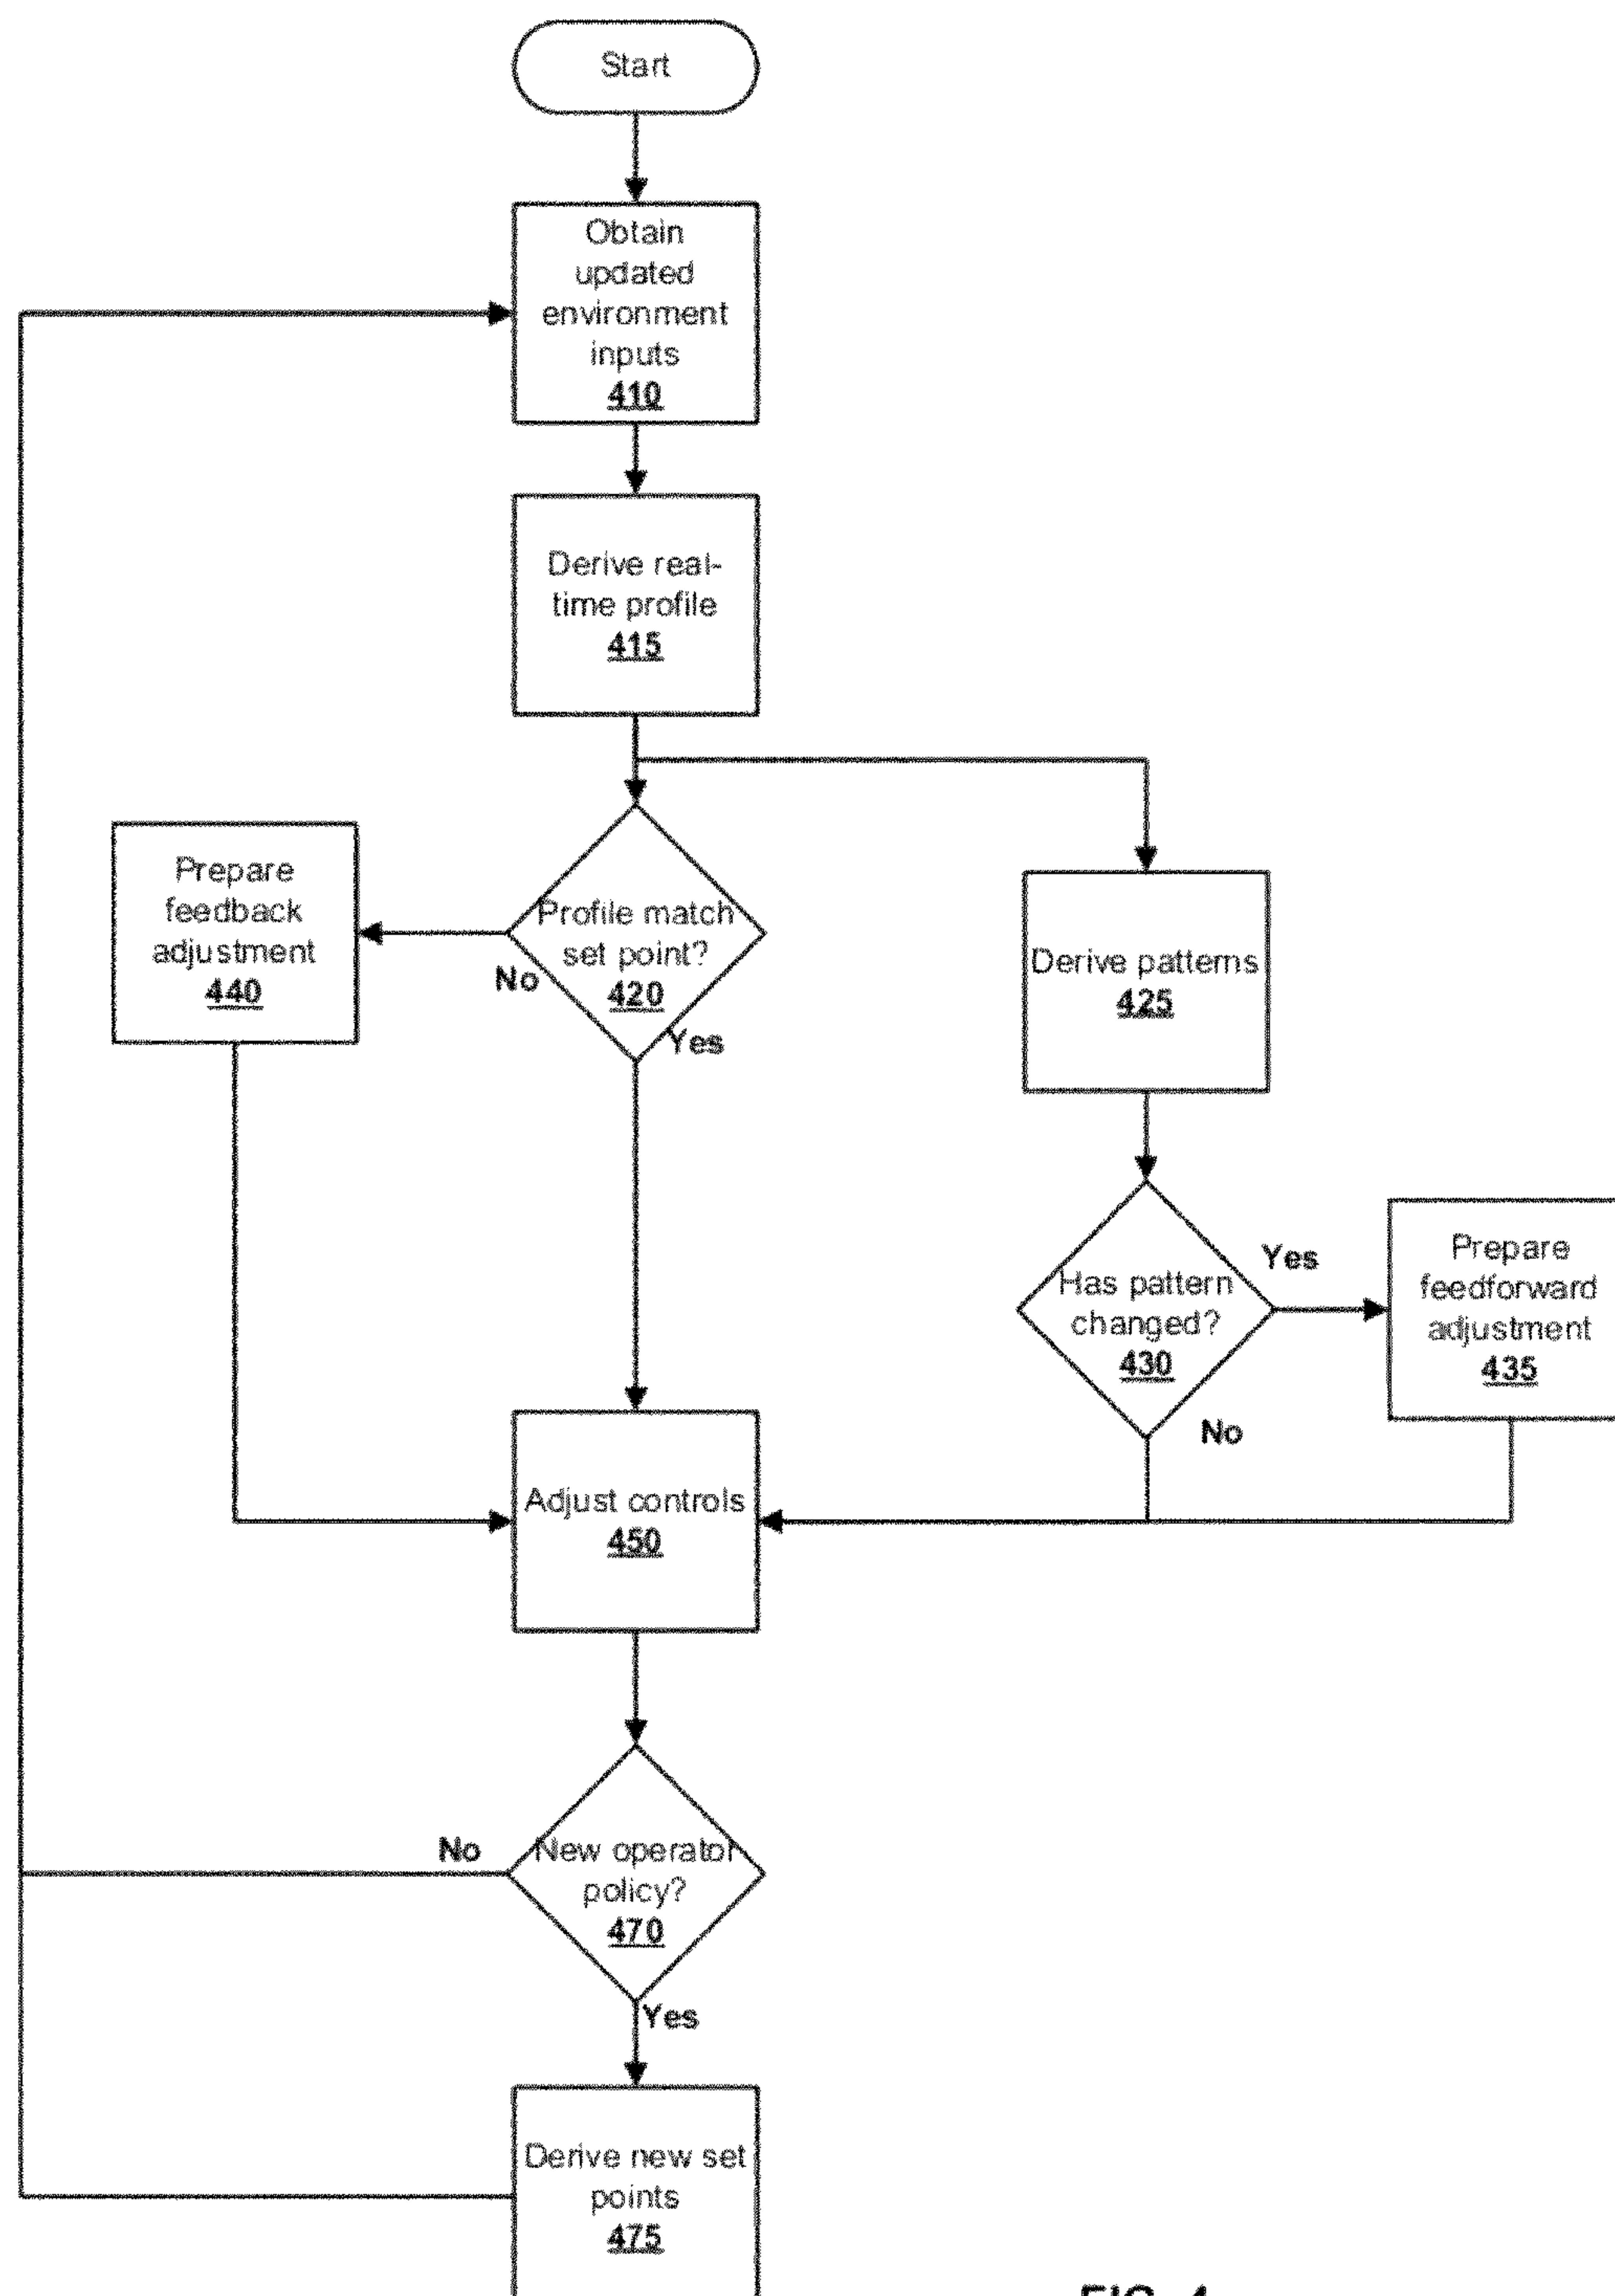 Start
Obtain
updated
environment
inputs
410
Derive real-
time profile
415
Prepare
feedback
adjustment
440
Profile match
set point?
420
No
Yes
Derive patterns
425
Has pattern
changed?
430
Yes
No
Prepare
feedforward
adjustment
435
Adjust controls
450
New operator
policy?
470
No
Yes
Derive new set
points
475